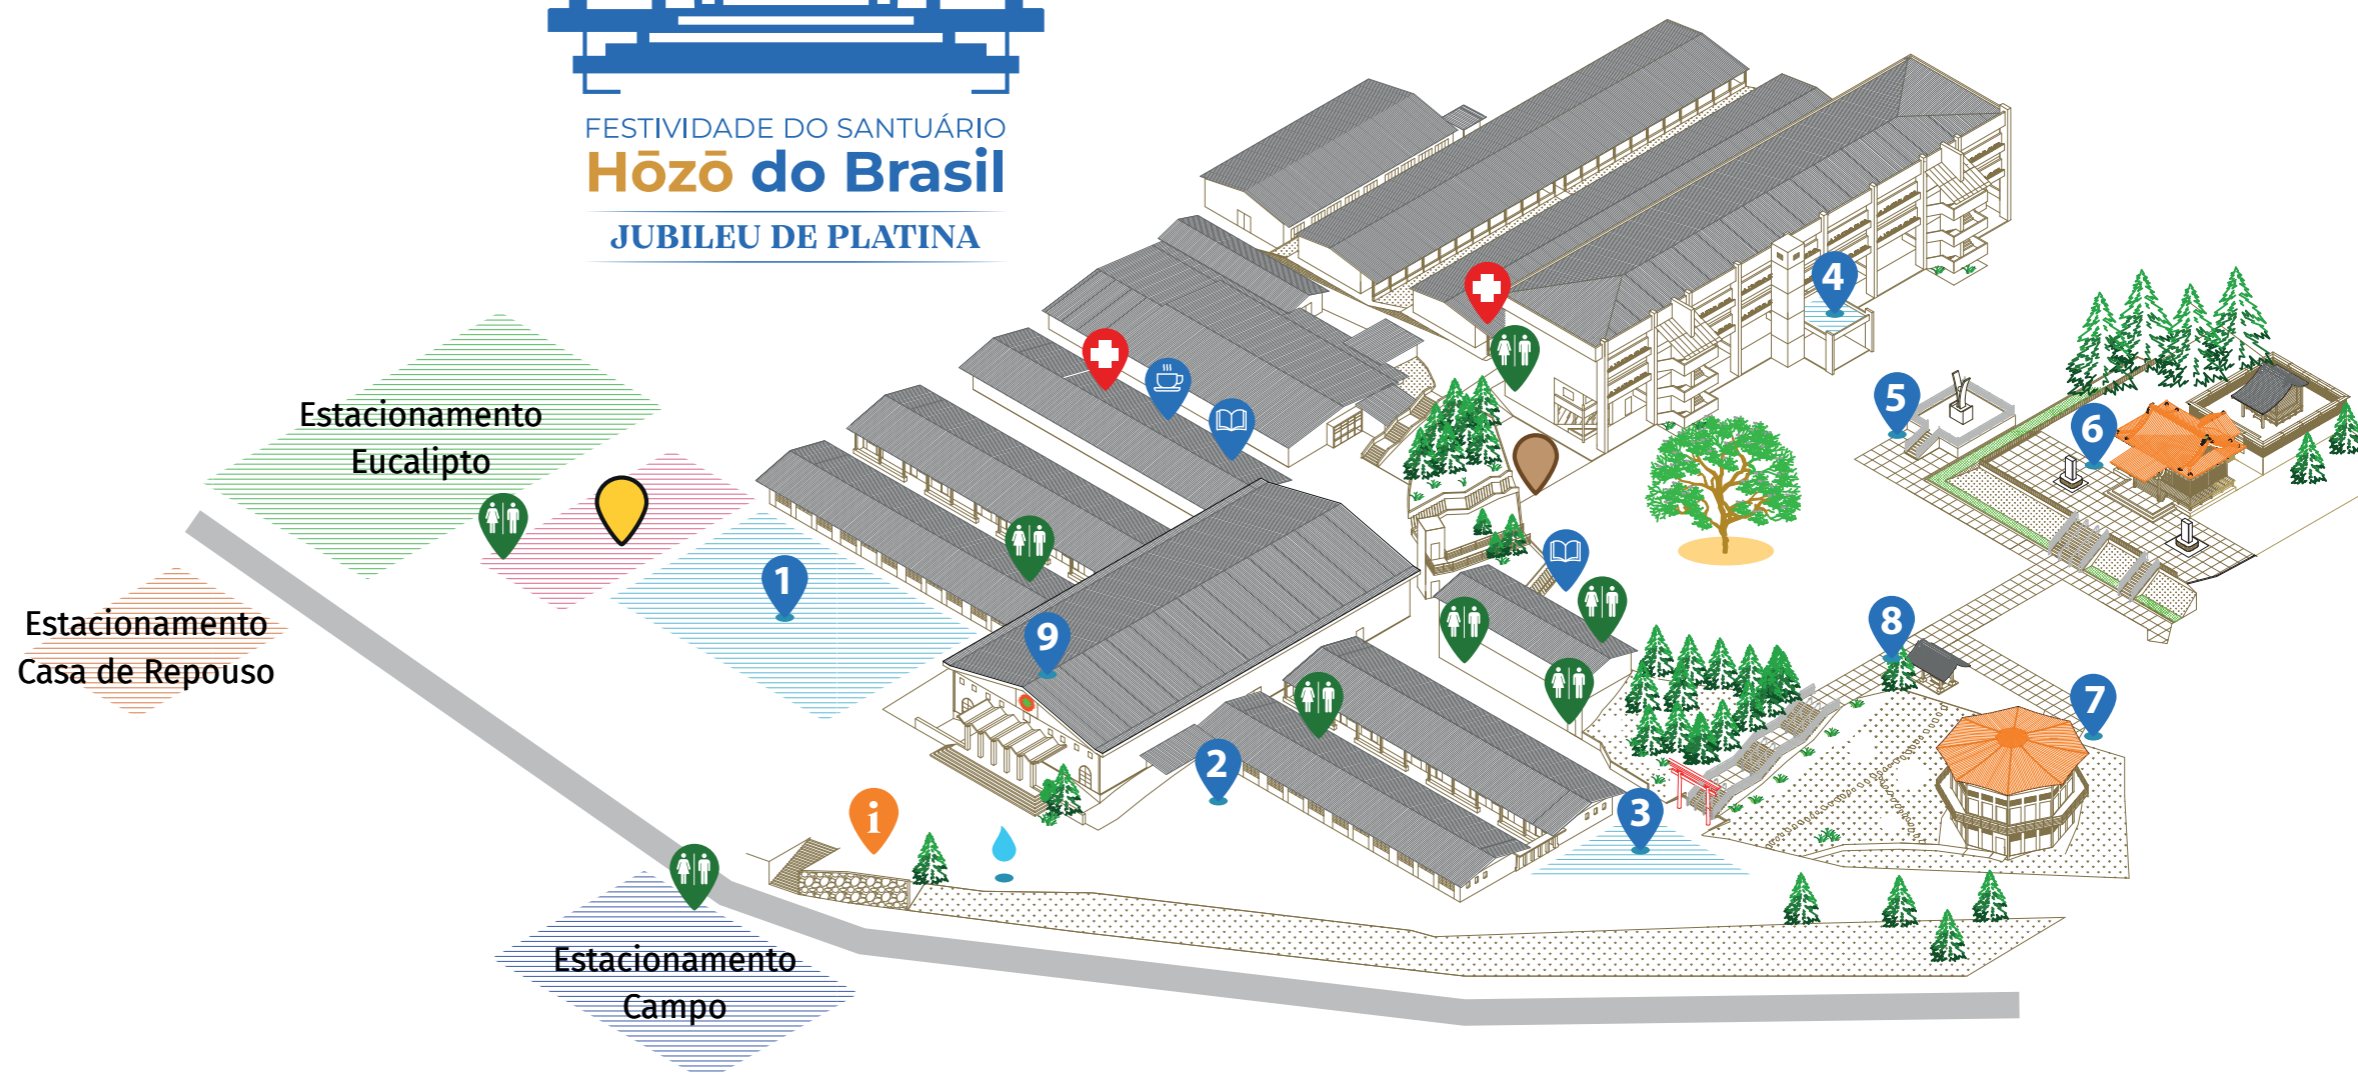 FESTIVIDADE DO SANTUÁRIO
Hōzō do Brasil
JUBILEU DE PLATINA
4
5
6
Estacionamento
Eucalipto
1
9
8
7
Estacionamento
Casa de Repouso
2
3
i
Estacionamento
Campo